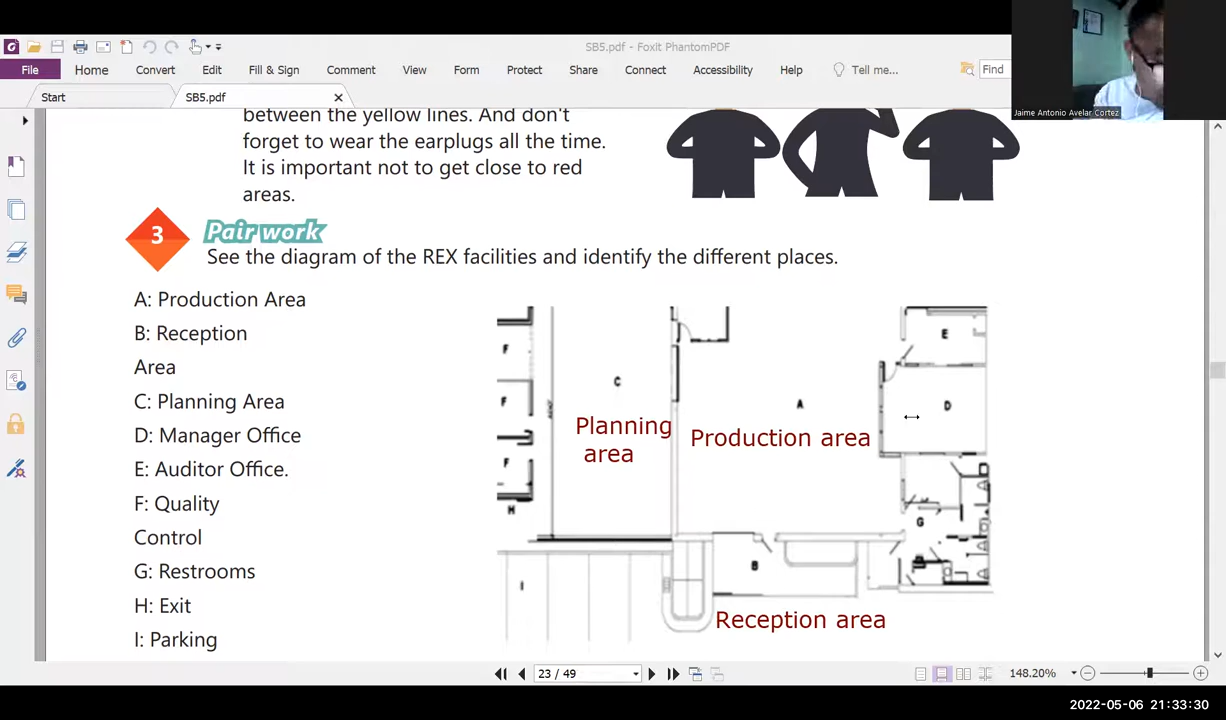 SB5.pdf - Foxit PhantomPDF
File Home Convert Edit Fill & Sign Comment View Form Protect Share Connect Accessibility Help Tell me... Find
Start SB5.pdf
Jaime Antonio Avelar Cortez
between the yellow lines. And don't
forget to wear the earplugs all the time.
It is important not to get close to red
areas.
3 Pair work
See the diagram of the REX facilities and identify the different places.
A: Production Area
B: Reception
Area
C: Planning Area
D: Manager Office
E: Auditor Office.
F: Quality
Control
G: Restrooms
H: Exit
I: Parking
E
F
C
F
A
D
Planning
area
Production area
F
H
G
B
I
Reception area
23 / 49
148.20%
2022-05-06 21:33:30